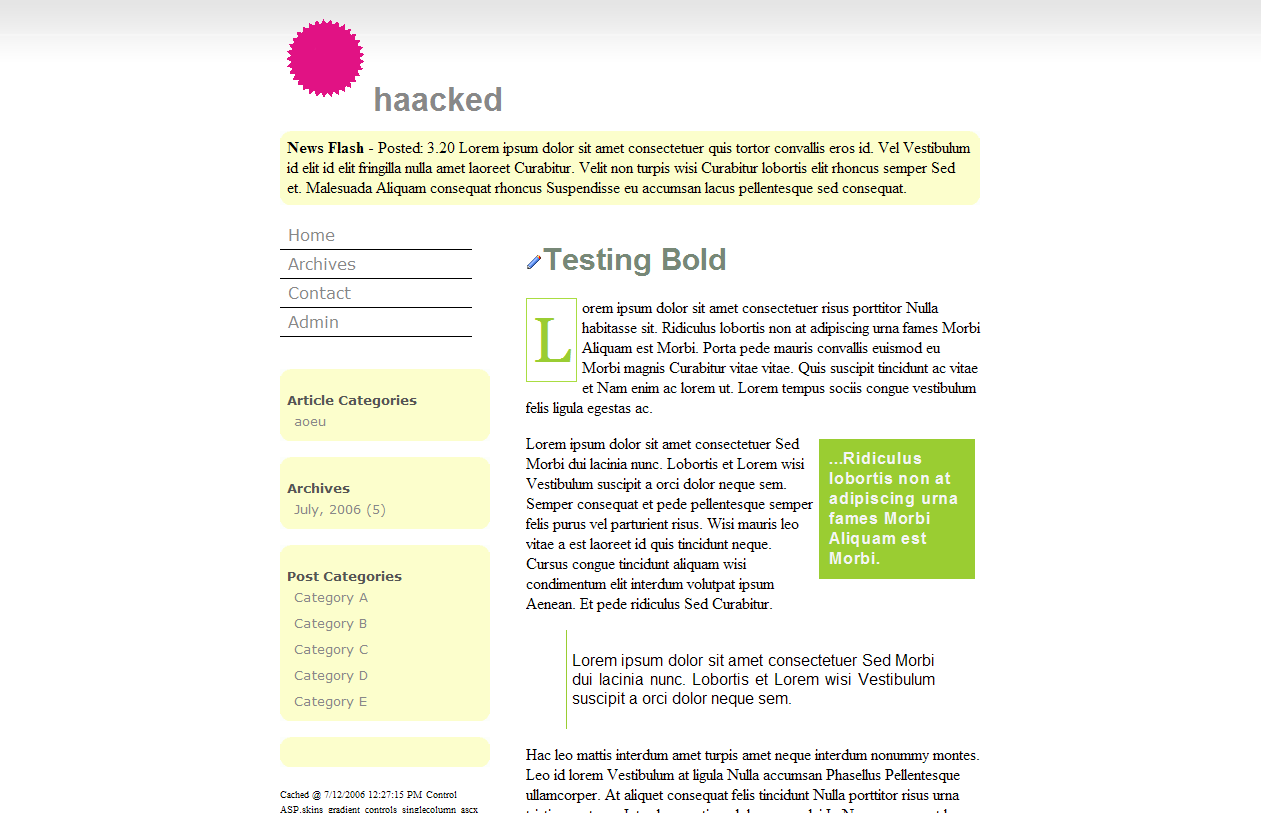 haacked
News Flash - Posted: 3.20 Lorem ipsum dolor sit amet consectetuer quis tortor convallis eros id. Vel Vestibulum
id elit id elit fringilla nulla amet laoreet Curabitur. Velit non turpis wisi Curabitur lobortis elit rhoncus semper Sed
et. Malesuada Aliquam consequat rhoncus Suspendisse eu accumsan lacus pellentesque sed consequat.
Home
Archives
Contact
Admin
Article Categories
aoeu
Archives
July, 2006 (5)
Post Categories
Category A
Category B
Category C
Category D
Category E
Cached @ 7/12/2006 12:27:15 PM Control
ASP.skins_gradient_controls_singlecolumn_ascx
Testing Bold
Lorem ipsum dolor sit amet consectetuer risus porttitor Nulla
habitasse sit. Ridiculus lobortis non at adipiscing urna fames Morbi
Aliquam est Morbi. Porta pede mauris convallis euismod eu
Morbi magnis Curabitur vitae vitae. Quis suscipit tincidunt ac vitae
et Nam enim ac lorem ut. Lorem tempus sociis congue vestibulum
felis ligula egestas ac.
Lorem ipsum dolor sit amet consectetuer Sed
Morbi dui lacinia nunc. Lobortis et Lorem wisi
Vestibulum suscipit a orci dolor neque sem.
Semper consequat et pede pellentesque semper
felis purus vel parturient risus. Wisi mauris leo
vitae a est laoreet id quis tincidunt neque.
Cursus congue tincidunt aliquam wisi
condimentum elit interdum volutpat ipsum
Aenean. Et pede ridiculus Sed Curabitur.
...Ridiculus
lobortis non at
adipiscing urna
fames Morbi
Aliquam est
Morbi.
Lorem ipsum dolor sit amet consectetuer Sed Morbi
dui lacinia nunc. Lobortis et Lorem wisi Vestibulum
suscipit a orci dolor neque sem.
Hac leo mattis interdum amet turpis amet neque interdum nonummy montes.
Leo id lorem Vestibulum at ligula Nulla accumsan Phasellus Pellentesque
ullamcorper. At aliquet consequat felis tincidunt Nulla porttitor risus urna